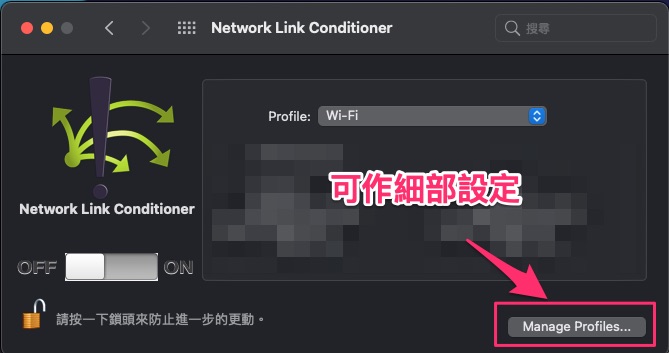 Network Link Conditioner
搜尋
Profile: Wi-Fi
可作細部設定
Network Link Conditioner
OFF ON
請按一下鎖頭來防止進一步的更動。
Manage Profiles...